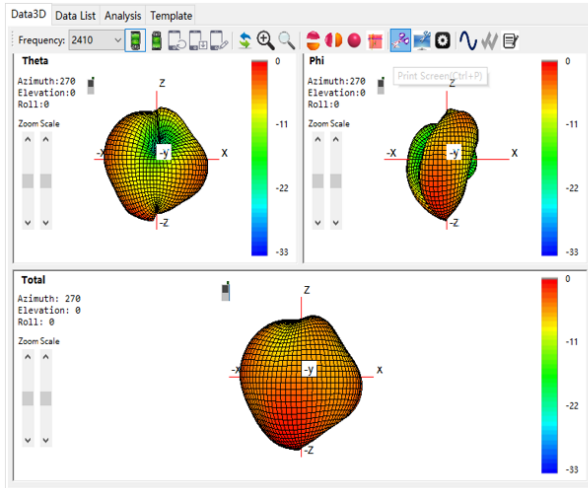 Data3D Data List Analysis Template
Frequency: 2410
Print Screen(Ctrl+P)
Theta
Azimuth:270
Elevation:0
Roll:0
Zoom Scale
Z
-X
X
-y
-Z
0
-11
-22
-33
Phi
Azimuth:270
Elevation:0
Roll:0
Zoom Scale
Z
-X
X
-y
-Z
0
-11
-22
-33
Total
Azimuth: 270
Elevation: 0
Roll: 0
Zoom Scale
Z
-X
X
-y
-Z
0
-11
-22
-33